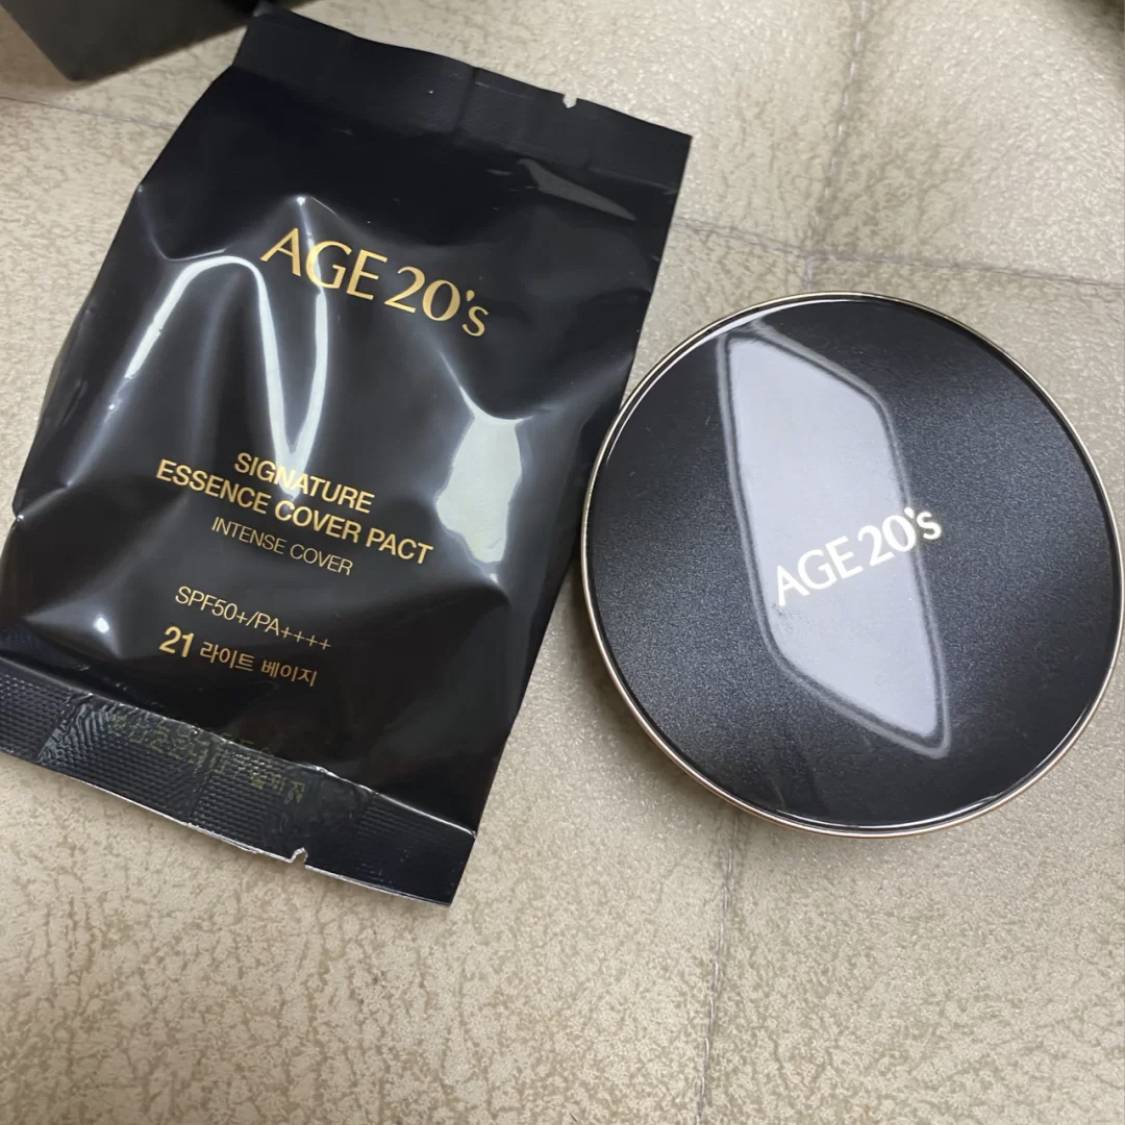 AGE 20's
SIGNATURE
ESSENCE COVER PACT
INTENSE COVER
SPF50+/PA++++
21 라이트 베이지
AGE 20's